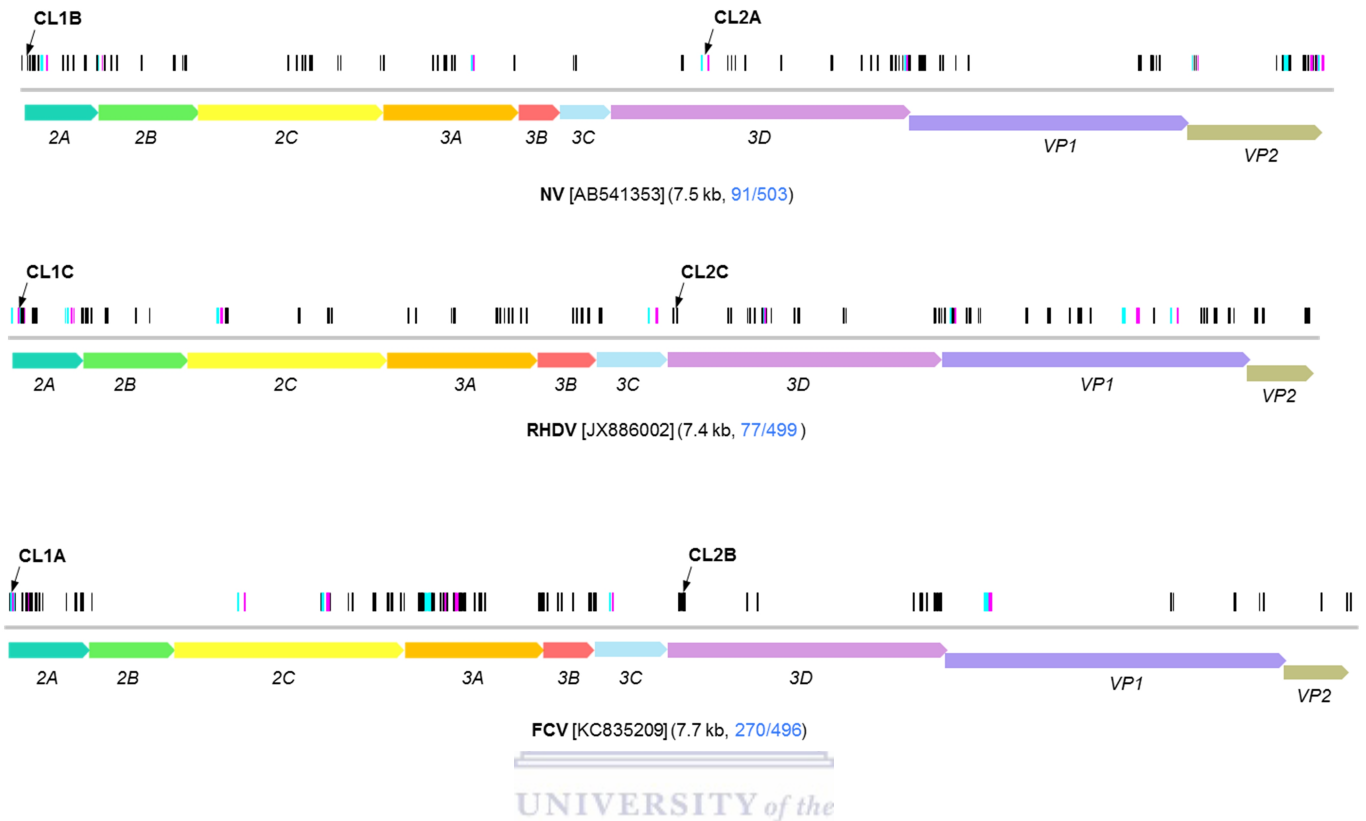 CL1B CL2A
2A 2B 2C 3A 3B 3C 3D VP1 VP2
NV [AB541353] (7.5 kb, 91/503)
CL1C CL2C
2A 2B 2C 3A 3B 3C 3D VP1 VP2
RHDV [JX886002] (7.4 kb, 77/499 )
CL1A CL2B
2A 2B 2C 3A 3B 3C 3D VP1 VP2
FCV [KC835209] (7.7 kb, 270/496)
UNIVERSITY of the